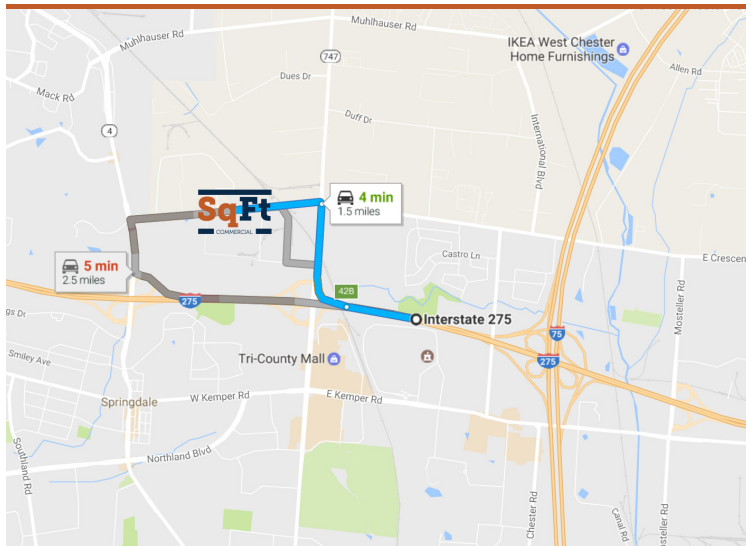 Muhlhauser Rd
Muhlhauser Rd
IKEA West Chester
Home Furnishings
747
Allen Rd
Dues Dr
Mack Rd
Duff Dr
International Blvd
4
SqFt
COMMERCIAL
4 min
1.5 miles
Castro Ln
E Crescen
5 min
2.5 miles
Mosteller Rd
42B
275
gs Dr
Interstate 275
75
Smiley Ave
Tri-County Mall
275
W Kemper Rd
E Kemper Rd
Springdale
Southland Rd
Northland Blvd
Chester Rd
Canal Rd
osteller Rd